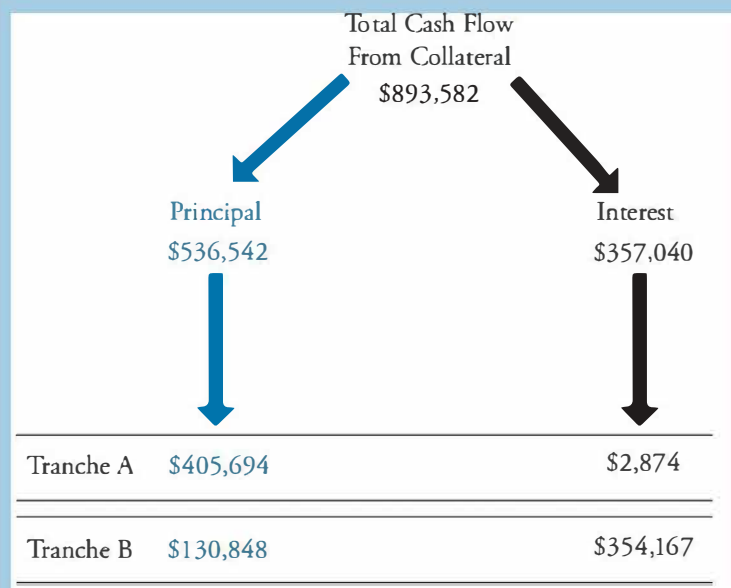 Total Cash Flow
From Collateral
$893,582
Principal
$536,542
Interest
$357,040
Tranche A $405,694 $2,874
Tranche B $130,848 $354,167